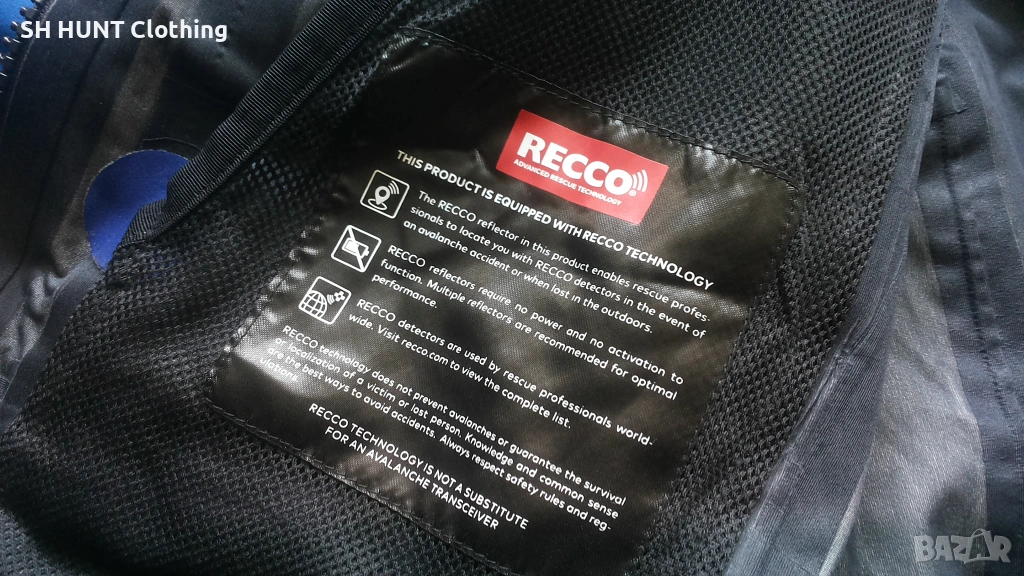 SH HUNT Clothing
RECCO®
ADVANCED RESCUE TECHNOLOGY
THIS PRODUCT IS EQUIPPED WITH RECCO TECHNOLOGY
The RECCO reflector in this product enables rescue profes-
sionals to locate you with RECCO detectors in the event of
an avalanche accident or when lost in the outdoors.
RECCO reflectors require no power and no activation to
function. Multiple reflectors are recommended for optimal
performance.
RECCO detectors are used by rescue professionals world-
wide. Visit recco.com to view the complete list.
RECCO technology does not prevent avalanches or guarantee the survival
or localization of a victim or lost person. Knowledge and common sense
are the best ways to avoid accidents. Always respect safety rules and reg-
ulations.
RECCO TECHNOLOGY IS NOT A SUBSTITUTE
FOR AN AVALANCHE TRANSCEIVER
BAZAR